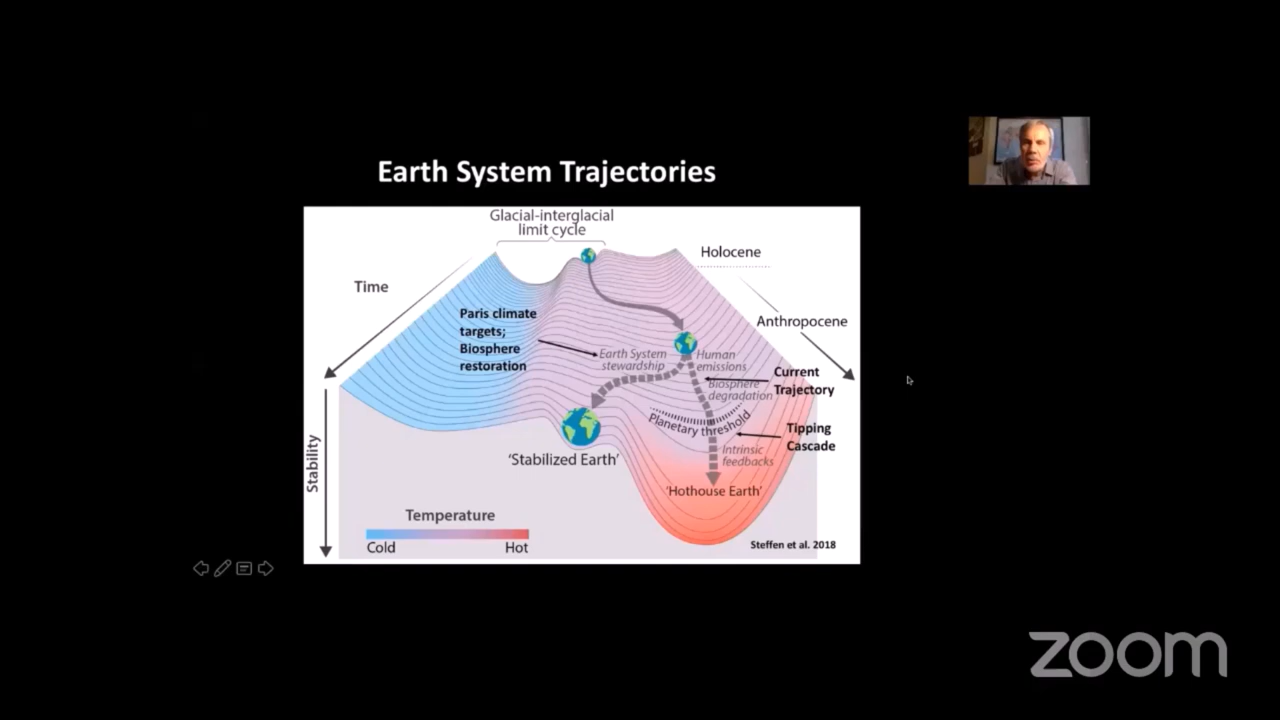 Earth System Trajectories
Glacial-interglacial
limit cycle
Holocene
Time
Anthropocene
Paris climate
targets;
Biosphere
restoration
Earth System
stewardship
Human
emissions
Biosphere
degradation
Current
Trajectory
Planetary threshold
Tipping
Cascade
Intrinsic
feedbacks
Stability
'Stabilized Earth'
'Hothouse Earth'
Temperature
Cold
Hot
Steffen et al. 2018
zoom